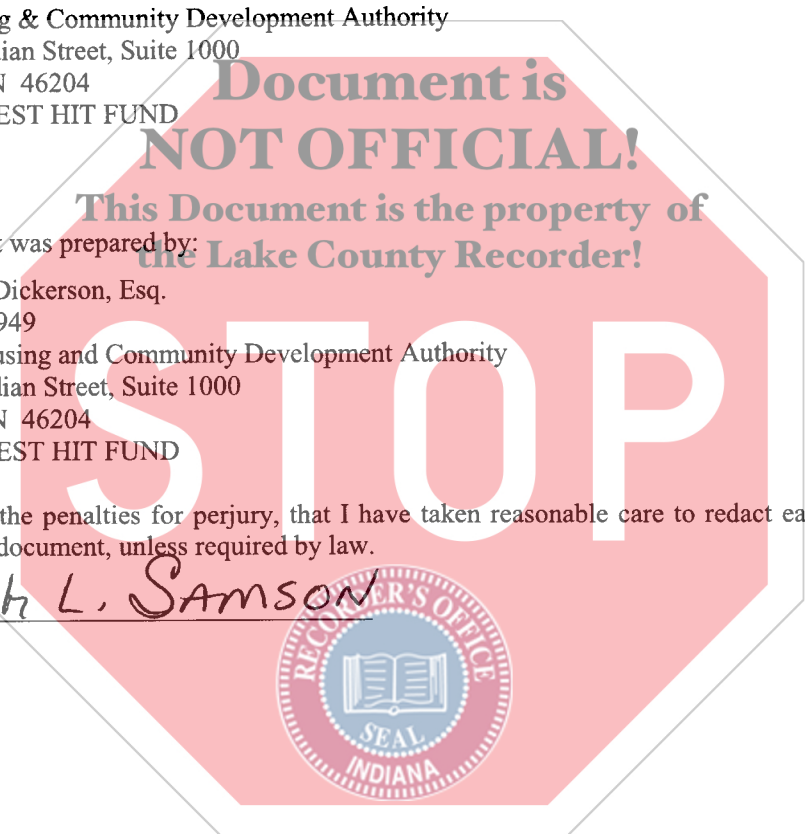 g & Community Development Authority
ian Street, Suite 1000
N 46204
EST HIT FUND
Document is
NOT OFFICIAL!
This Document is the property of
the Lake County Recorder!
t was prepared by:
Dickerson, Esq.
949
using and Community Development Authority
dian Street, Suite 1000
N 46204
EST HIT FUND
STOP
the penalties for perjury, that I have taken reasonable care to redact ea
document, unless required by law.
h L. SAMSON
RECORDER'S OFFICE
SEAL
INDIANA